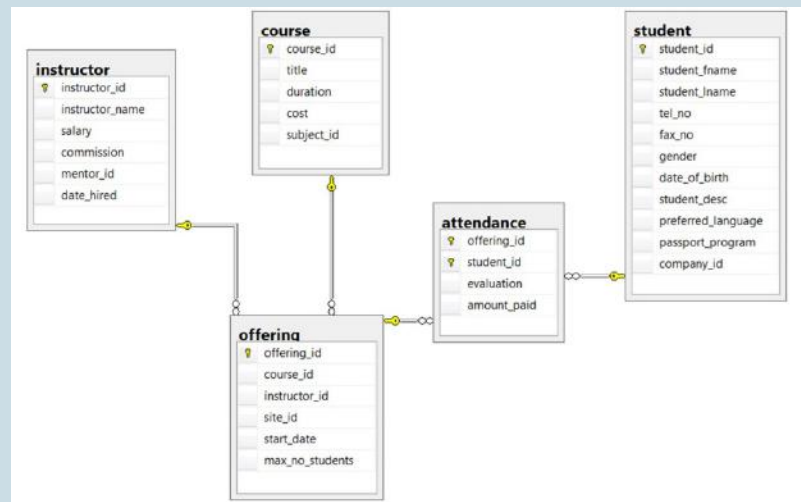 instructor
instructor_id
instructor_name
salary
commission
mentor_id
date_hired
course
course_id
title
duration
cost
subject_id
student
student_id
student_fname
student_lname
tel_no
fax_no
gender
date_of_birth
student_desc
preferred_language
passport_program
company_id
attendance
offering_id
student_id
evaluation
amount_paid
offering
offering_id
course_id
instructor_id
site_id
start_date
max_no_students